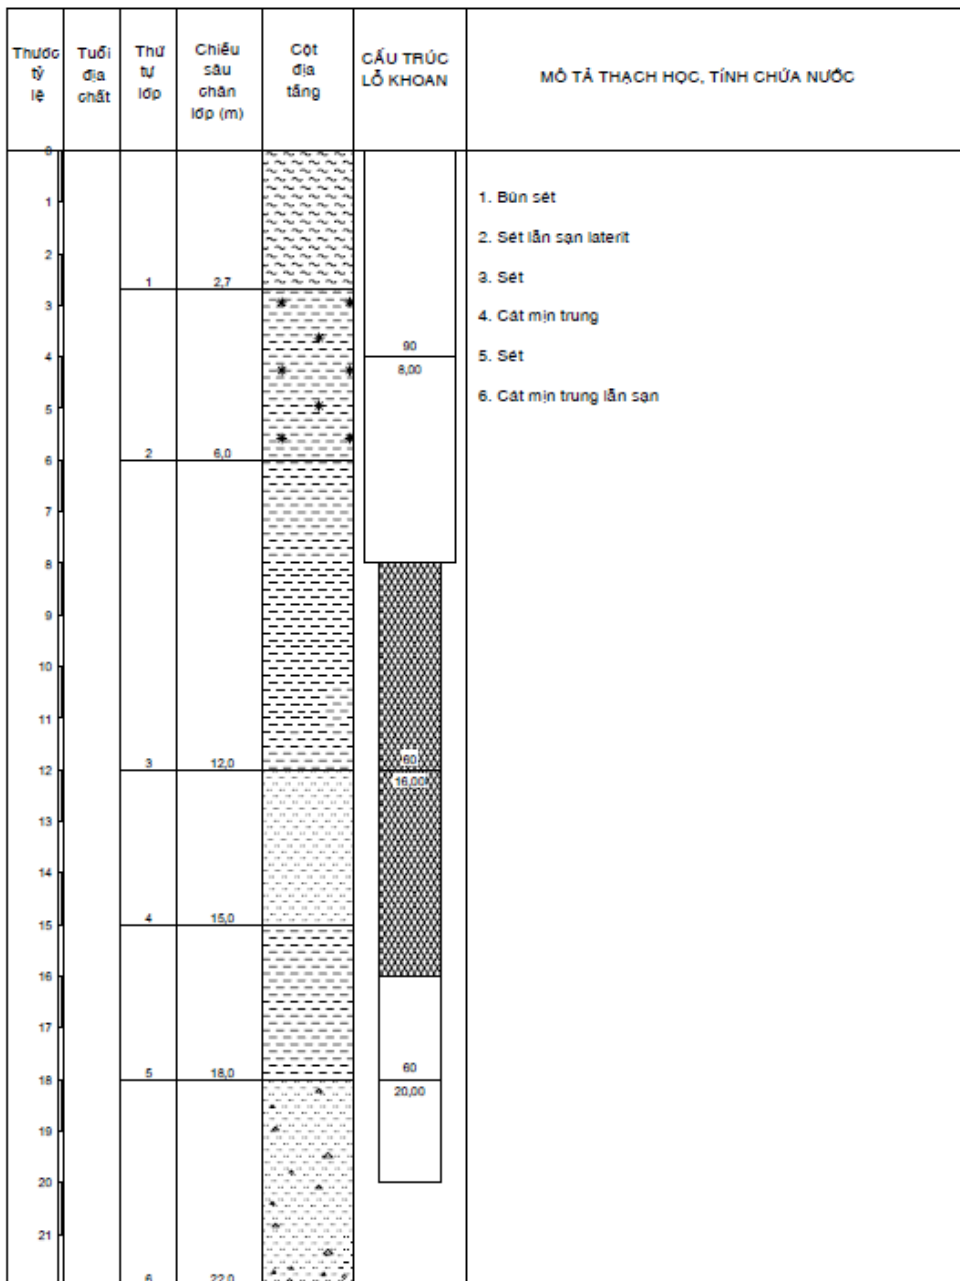 Thước
tỷ
lệ
Tuổi
địa
chất
Thứ
tự
lớp
Chiều
sâu
chân
lớp (m)
Cột
địa
tầng
CẤU TRÚC
LỖ KHOAN
MÔ TẢ THẠCH HỌC, TÍNH CHỨA NƯỚC
0
1
1. Bùn sét
2. Sét lẫn sạn laterit
2
3. Sét
1 2,7
3
4. Cát mịn trung
90
4
5. Sét
8,00
6. Cát mịn trung lẫn sạn
5
2 6,0
6
7
8
9
10
11
3 12,0 60
12
16,00
13
14
4 15,0
15
16
17
5 18,0 60
18
20,00
19
20
21
6 22,0